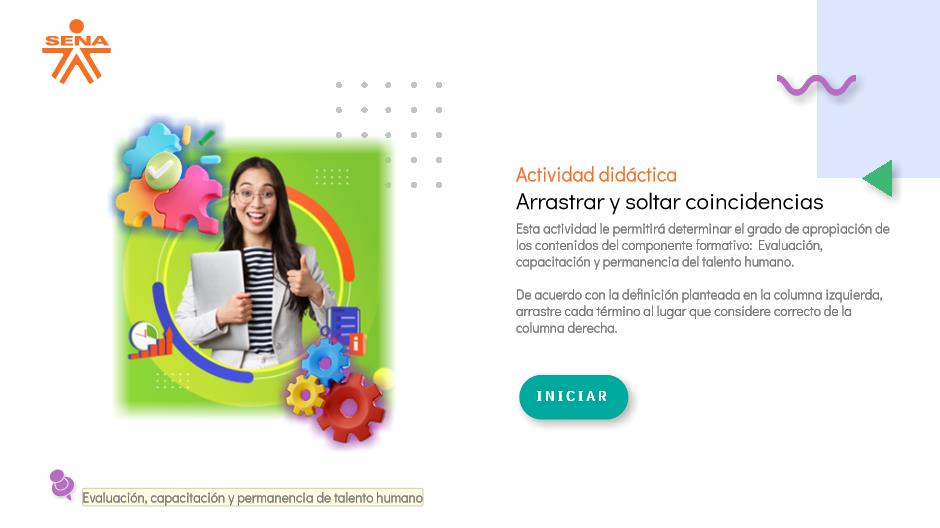 SENA
Actividad didáctica
Arrastrar y soltar coincidencias
Esta actividad le permitirá determinar el grado de apropiación de
los contenidos del componente formativo: Evaluación,
capacitación y permanencia del talento humano.
De acuerdo con la definición planteada en la columna izquierda,
arrastre cada término al lugar que considere correcto de la
columna derecha.
INICIAR
Evaluación, capacitación y permanencia de talento humano